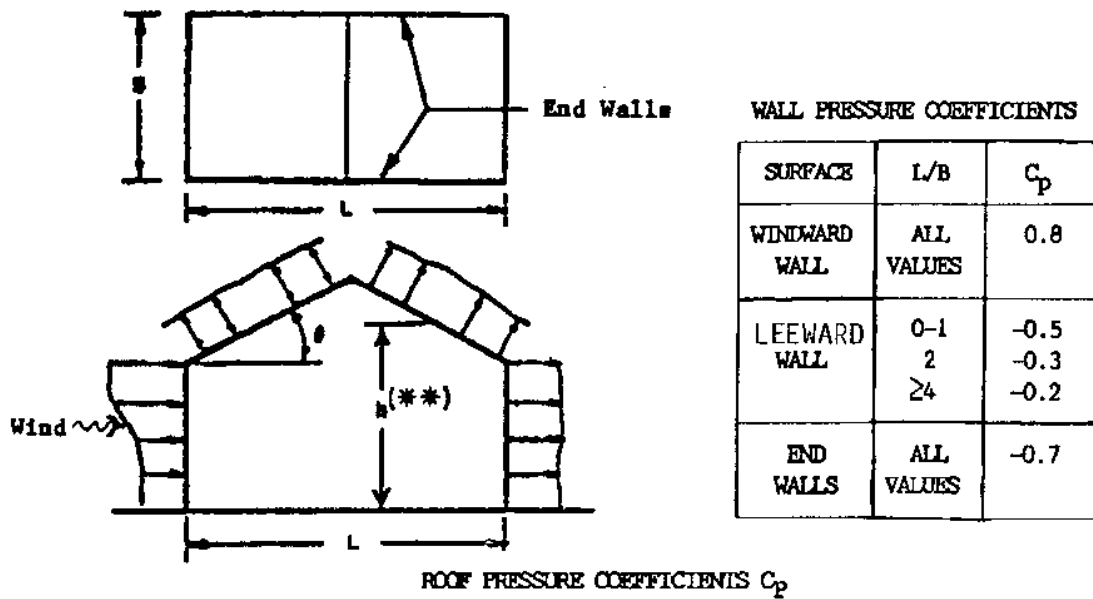 B
End Walls
L
WALL PRESSURE COEFFICIENTS
SURFACE L/B Cp
WINDWARD WALL ALL VALUES 0.8
LEEWARD WALL 0-1 -0.5
2 -0.3
≥4 -0.2
END WALLS ALL VALUES -0.7
θ
h(**)
Wind
L
ROOF PRESSURE COEFFICIENTS Cp